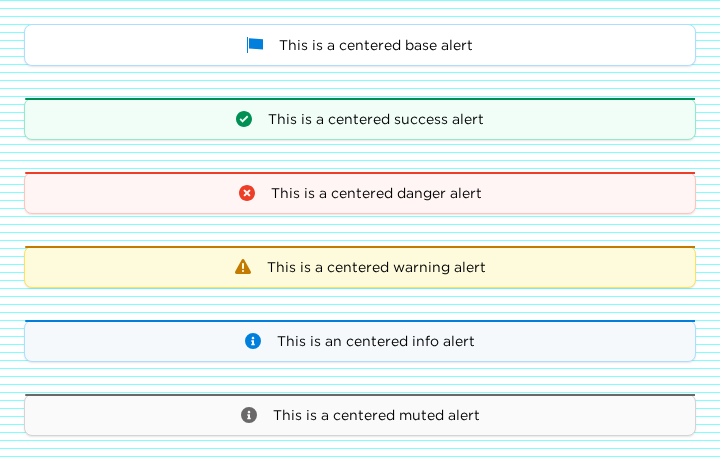 This is a centered base alert
This is a centered success alert
This is a centered danger alert
This is a centered warning alert
This is an centered info alert
This is a centered muted alert